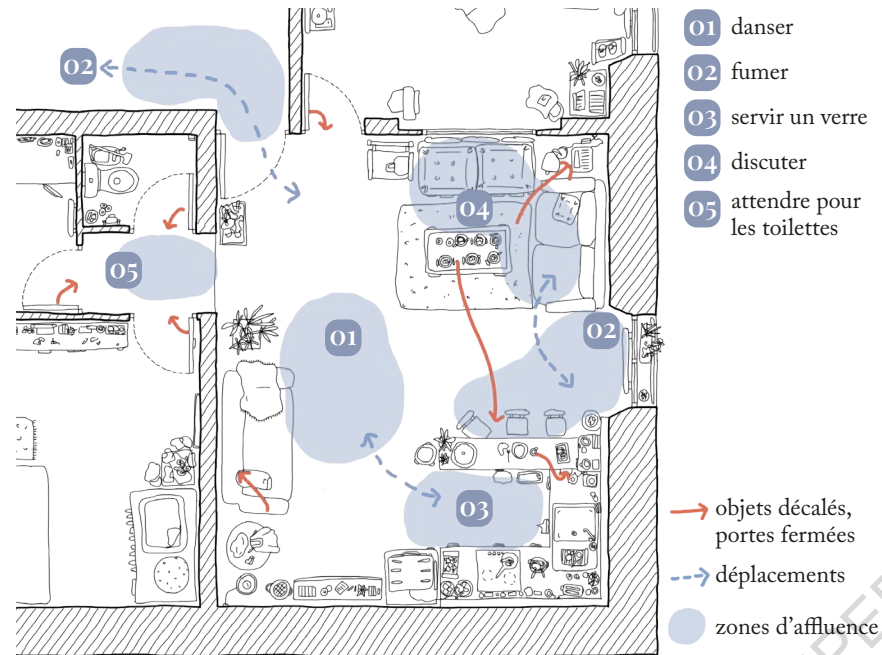 01 danser
02 fumer
03 servir un verre
04 discuter
05 attendre pour
les toilettes
02
04
05
02
01
03
objets décalés,
portes fermées
déplacements
zones d'affluence